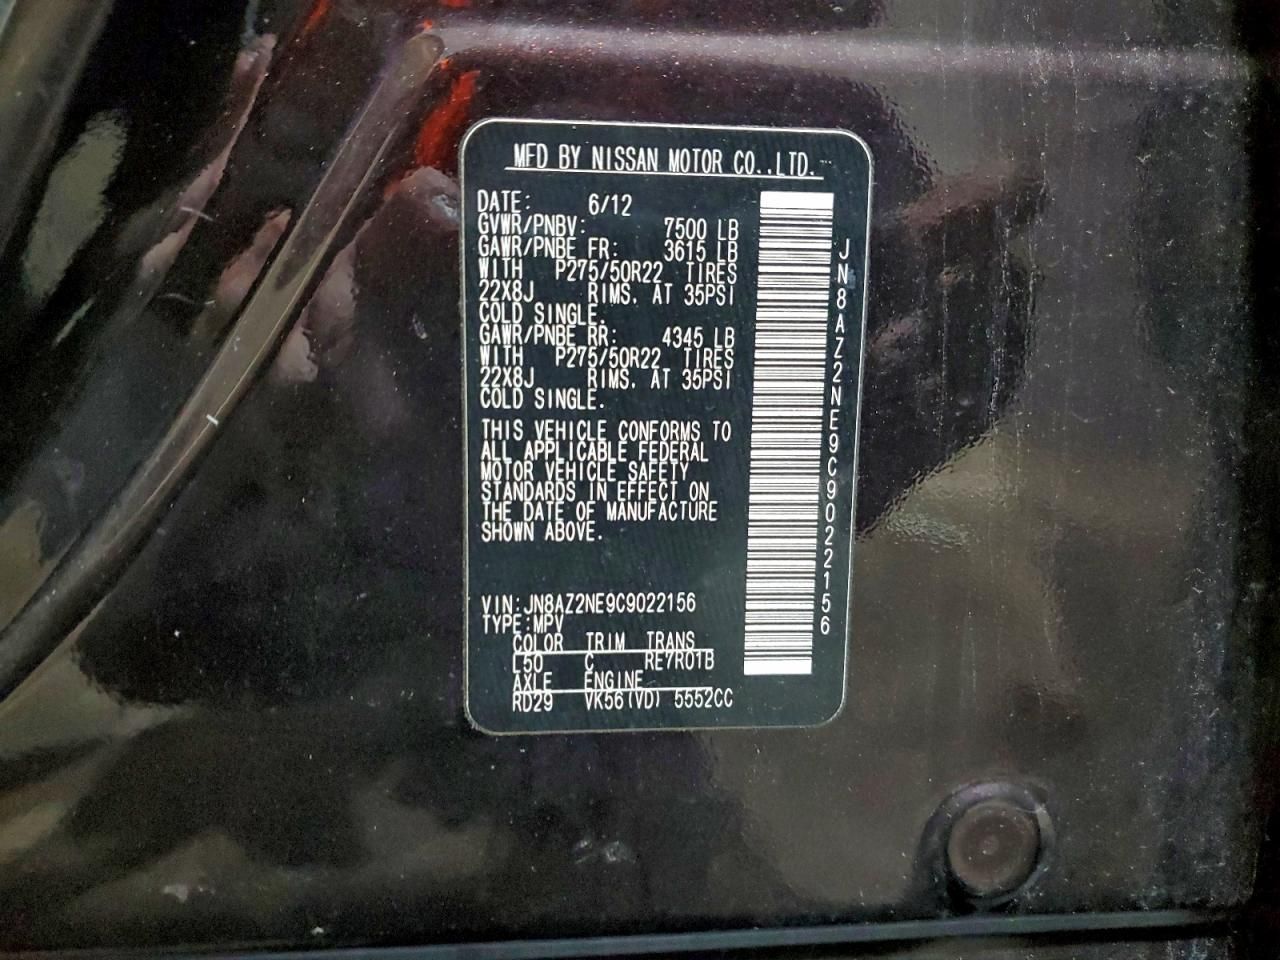 MFD BY NISSAN MOTOR CO.,LTD.
DATE: 6/12
GVWR/PNBV: 7500 LB
GAWR/PNBE FR: 3615 LB
WITH P275/50R22 TIRES
22X8J RIMS. AT 35PSI
COLD SINGLE.
GAWR/PNBE RR: 4345 LB
WITH P275/50R22 TIRES
22X8J RIMS. AT 35PSI
COLD SINGLE.
THIS VEHICLE CONFORMS TO
ALL APPLICABLE FEDERAL
MOTOR VEHICLE SAFETY
STANDARDS IN EFFECT ON
THE DATE OF MANUFACTURE
SHOWN ABOVE.
VIN:JN8AZ2NE9C9022156
TYPE:MPV
COLOR TRIM TRANS
L50 C RE7R01B
AXLE ENGINE
RD29 VK56(VD) 5552CC
JN8AZ2NE9C9022156